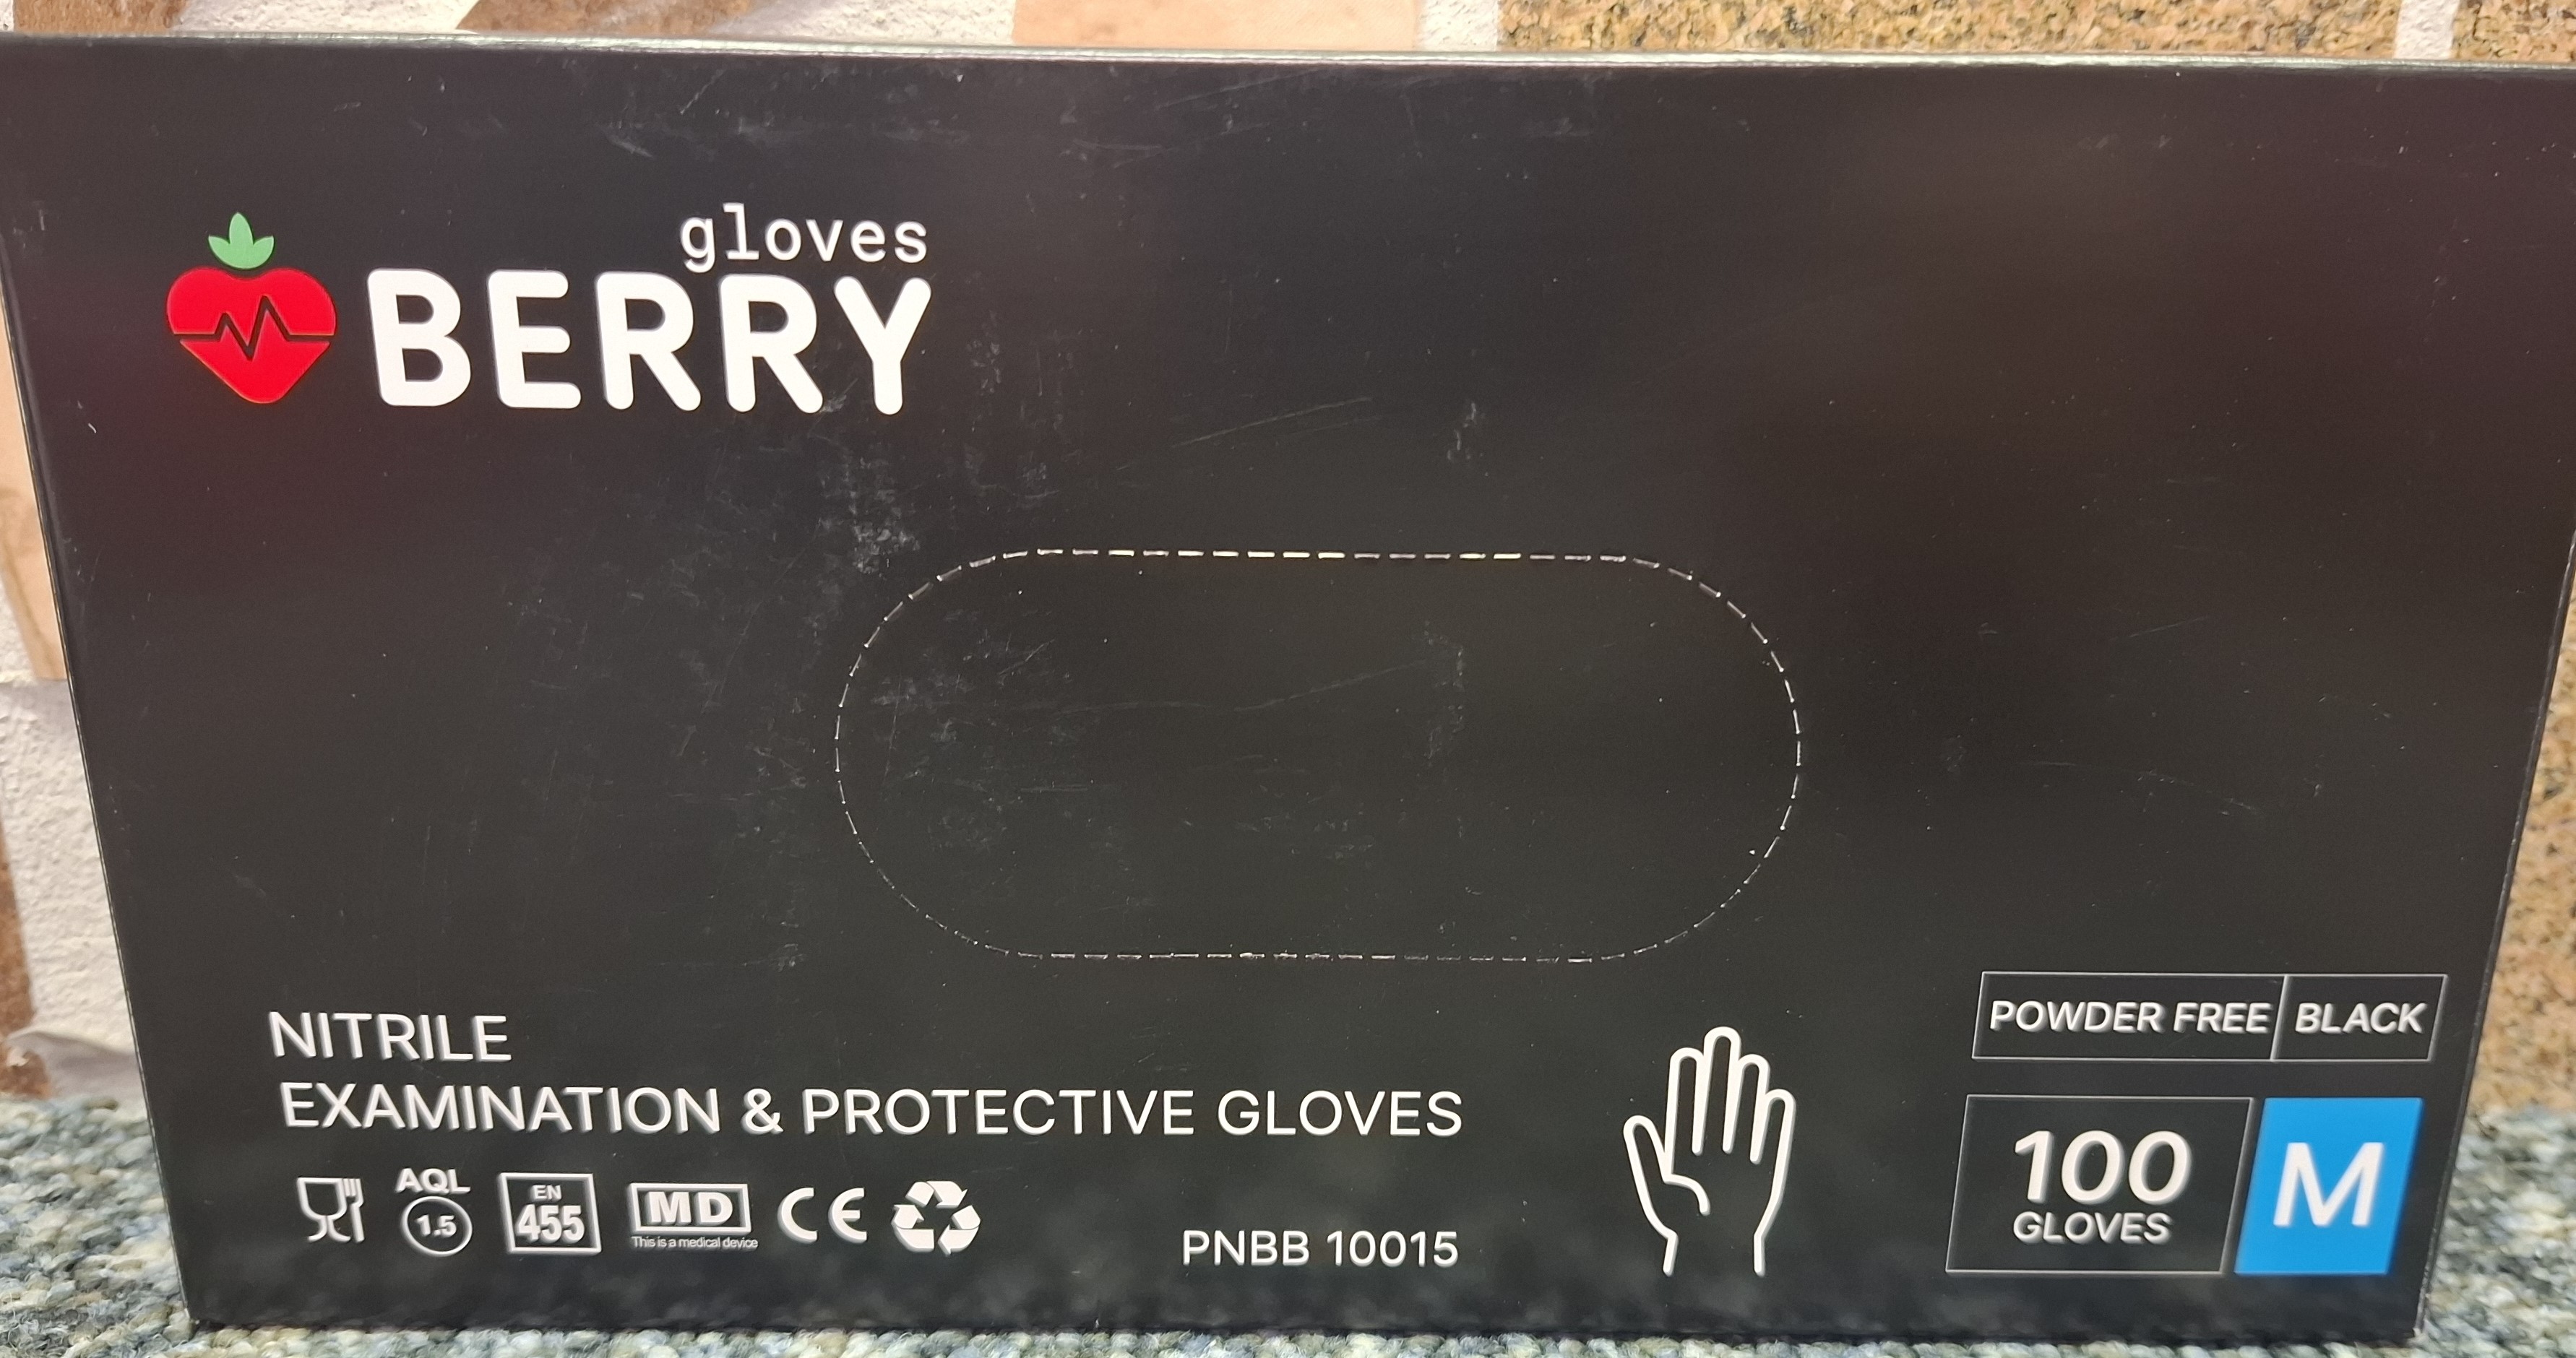 gloves
BERRY
NITRILE
EXAMINATION & PROTECTIVE GLOVES
AQL
1.5
EN
455
MD
This is a medical device
CE
PNBB 10015
POWDER FREE BLACK
100
GLOVES
M